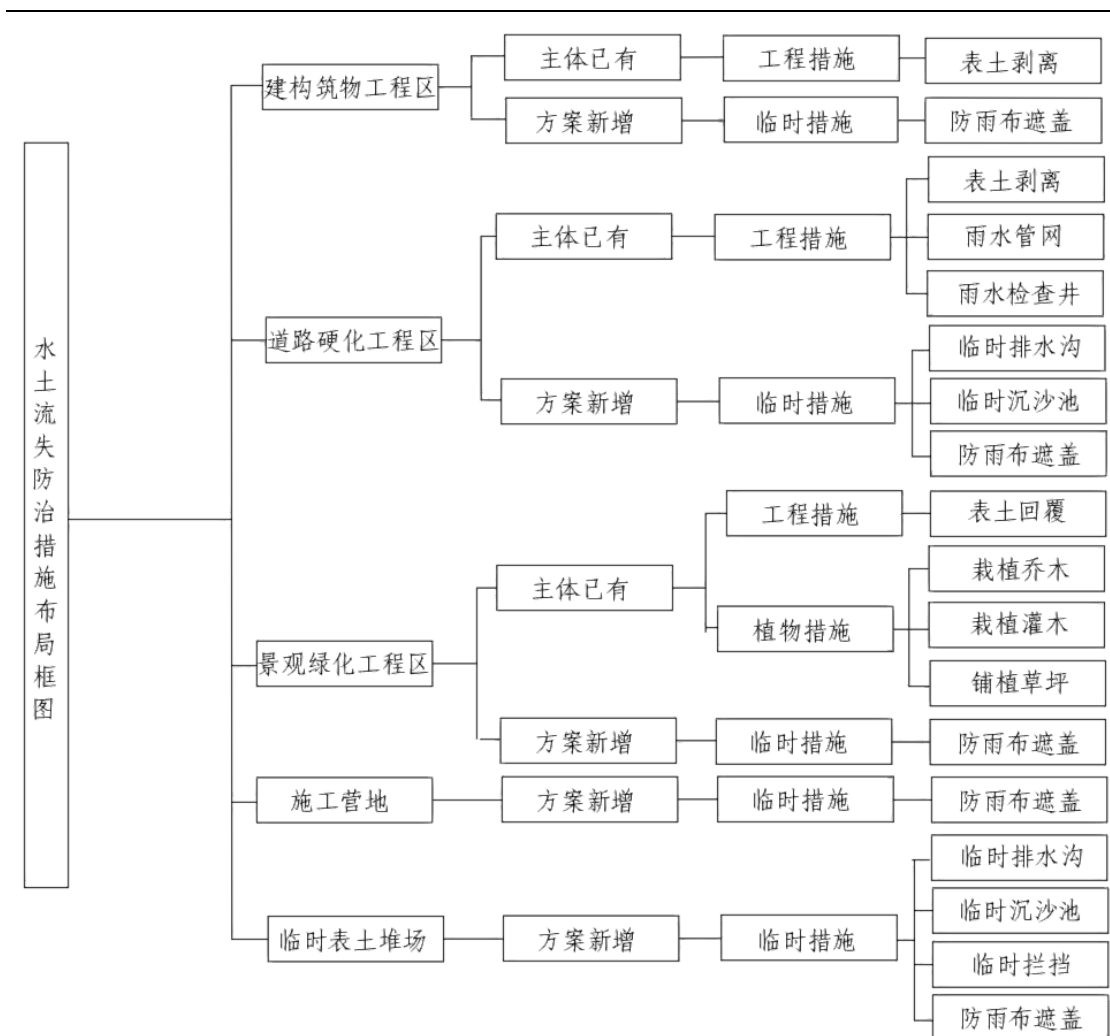 水土流失防治措施布局框图
建构筑物工程区
主体已有
工程措施
表土剥离
方案新增
临时措施
防雨布遮盖
道路硬化工程区
主体已有
工程措施
表土剥离
雨水管网
雨水检查井
方案新增
临时措施
临时排水沟
临时沉沙池
防雨布遮盖
景观绿化工程区
主体已有
工程措施
表土回覆
植物措施
栽植乔木
栽植灌木
铺植草坪
方案新增
临时措施
防雨布遮盖
施工营地
方案新增
临时措施
防雨布遮盖
临时表土堆场
方案新增
临时措施
临时排水沟
临时沉沙池
临时拦挡
防雨布遮盖